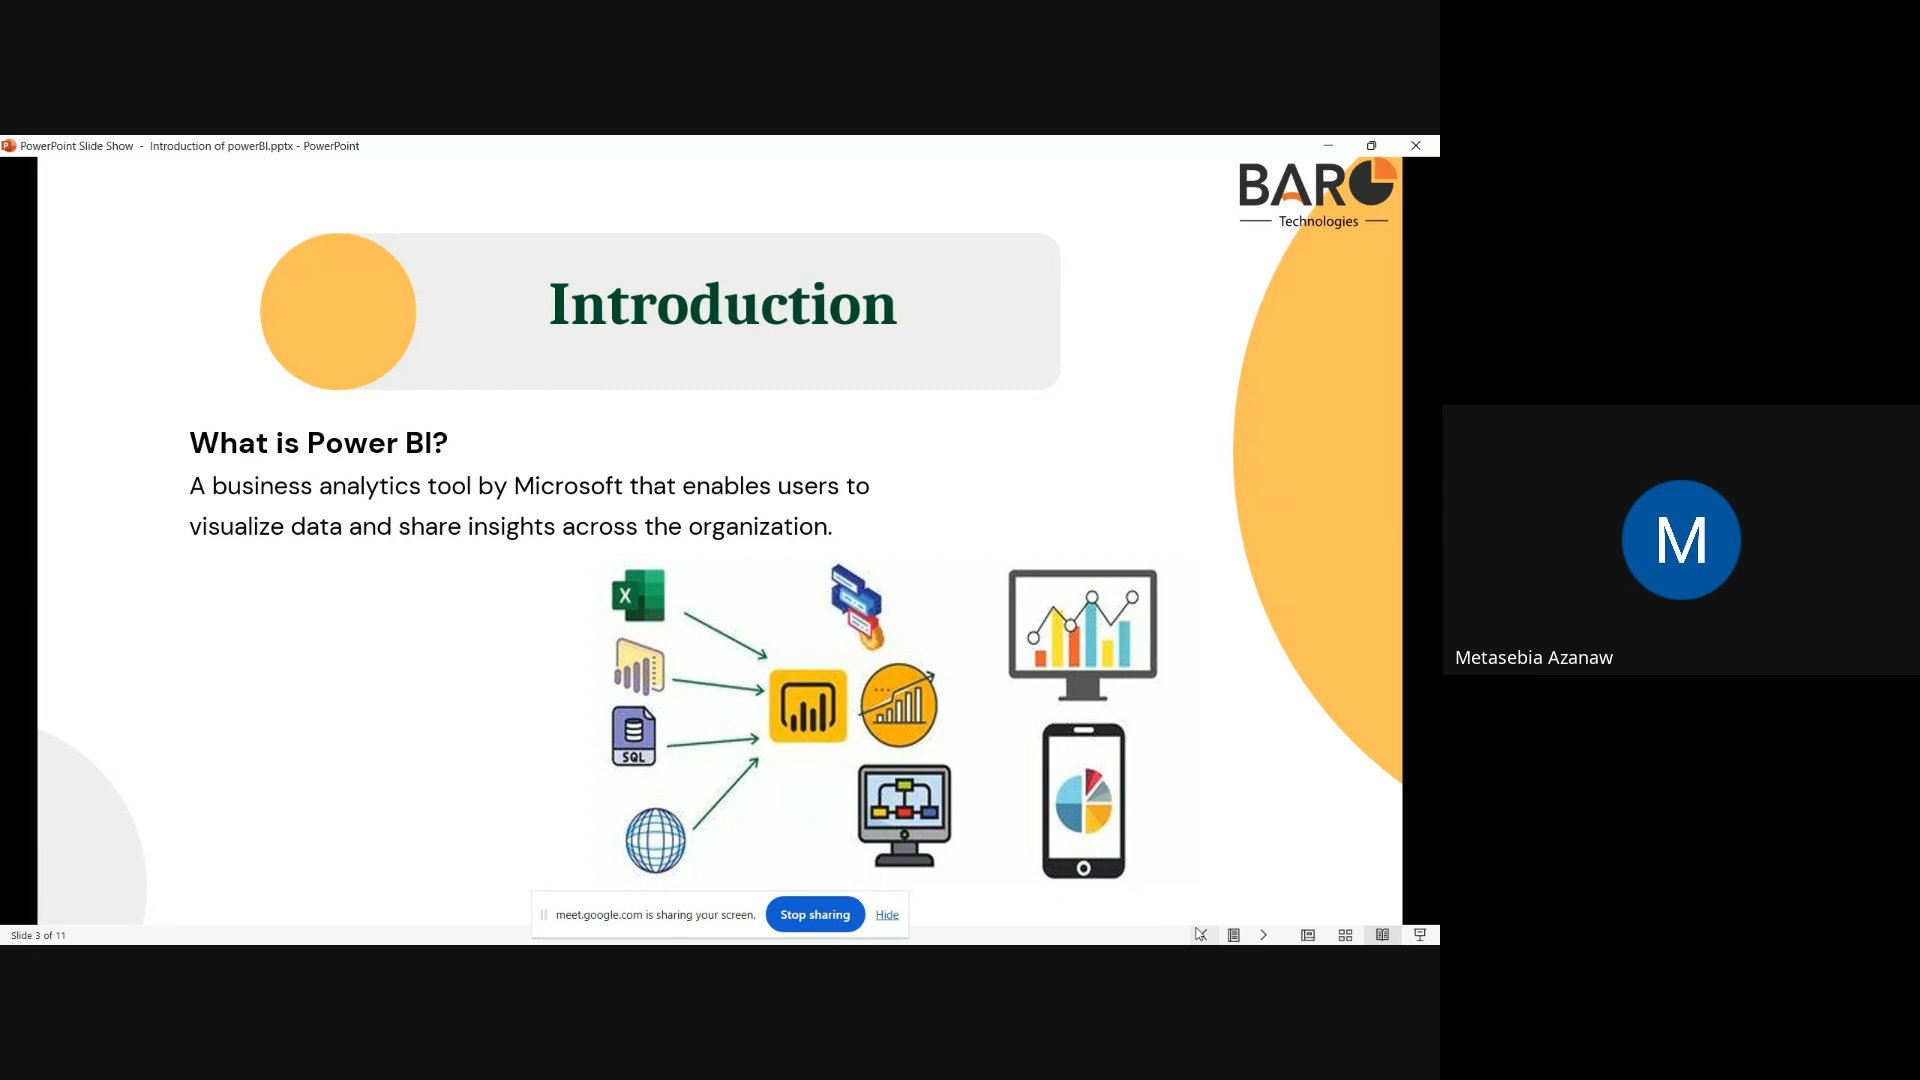 PowerPoint Slide Show - Introduction of powerBI.pptx - PowerPoint
BARO
Technologies
Introduction
What is Power BI?
A business analytics tool by Microsoft that enables users to
visualize data and share insights across the organization.
X
SQL
M
Metasebia Azanaw
meet.google.com is sharing your screen.
Stop sharing
Hide
Slide 3 of 11